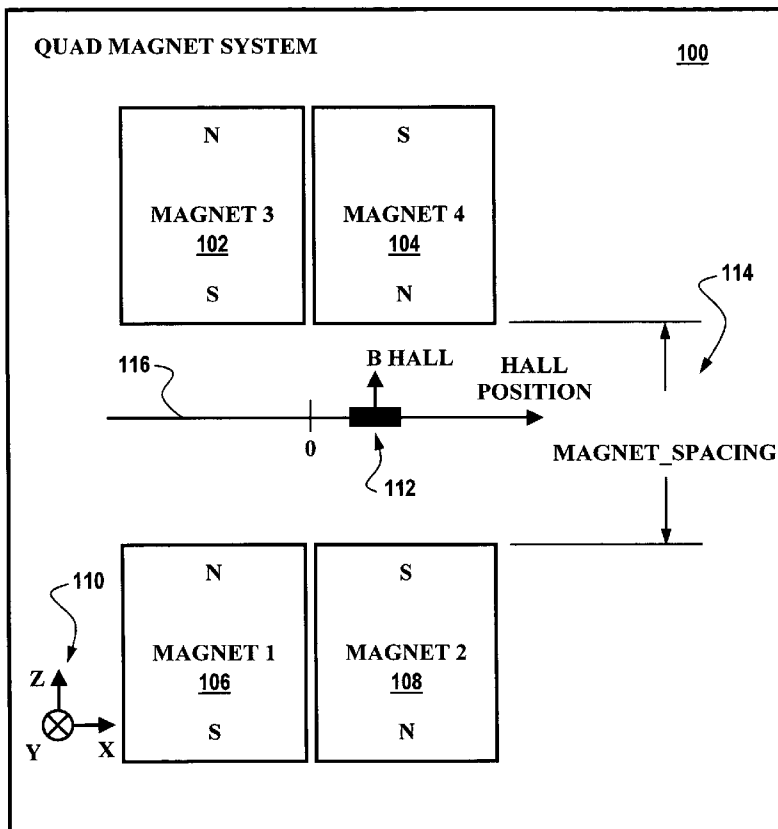 QUAD MAGNET SYSTEM
100
N
S
MAGNET 3
MAGNET 4
102
104
S
N
114
116
B HALL
HALL
POSITION
0
112
MAGNET_SPACING
N
S
110
MAGNET 1
MAGNET 2
106
108
Z
S
N
Y
X